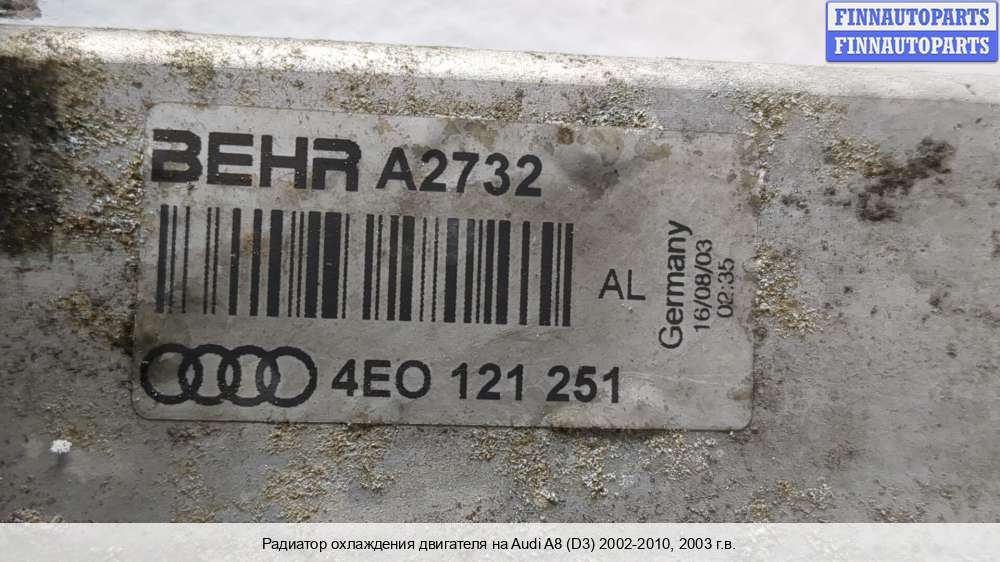 FINNAUTOPARTS
FINNAUTOPARTS
BEHR A2732
AL
Germany
16/08/03
02:35
4EO 121 251
Радиатор охлаждения двигателя на Audi A8 (D3) 2002-2010, 2003 г.в.